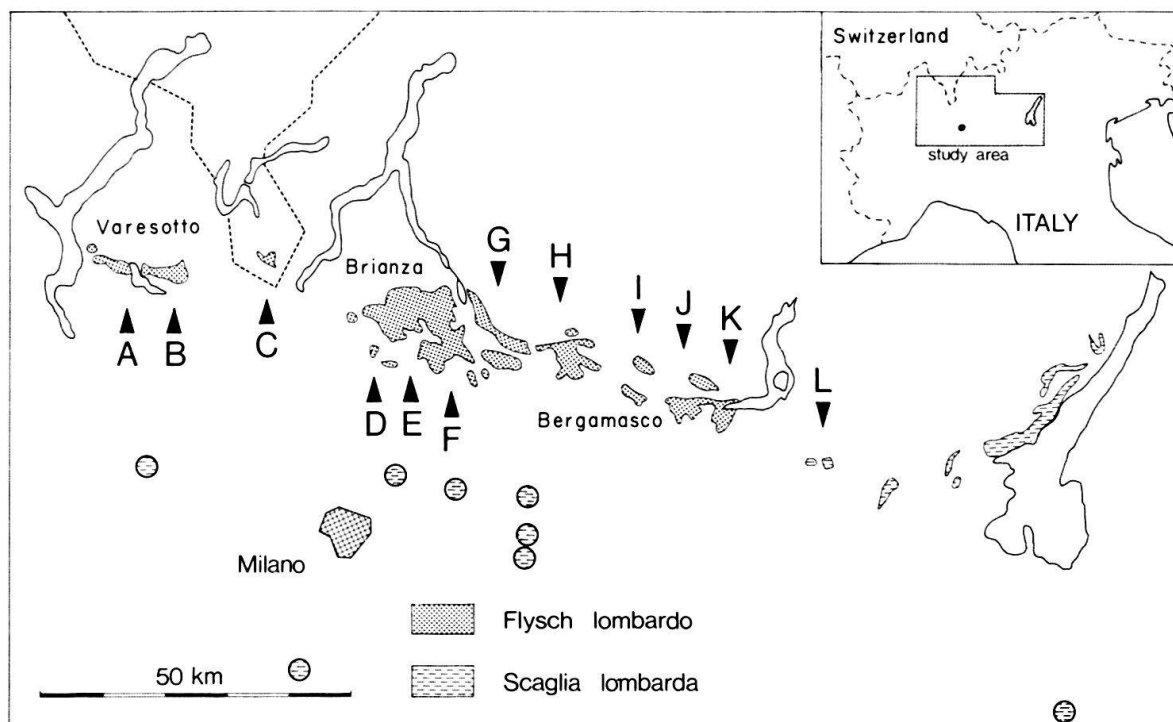 Switzerland
study area
ITALY
Varesotto
Brianza
G
H
I
J
K
L
A
B
C
D
E
F
Bergamasco
Milano
Flysch lombardo
Scaglia lombarda
50 km